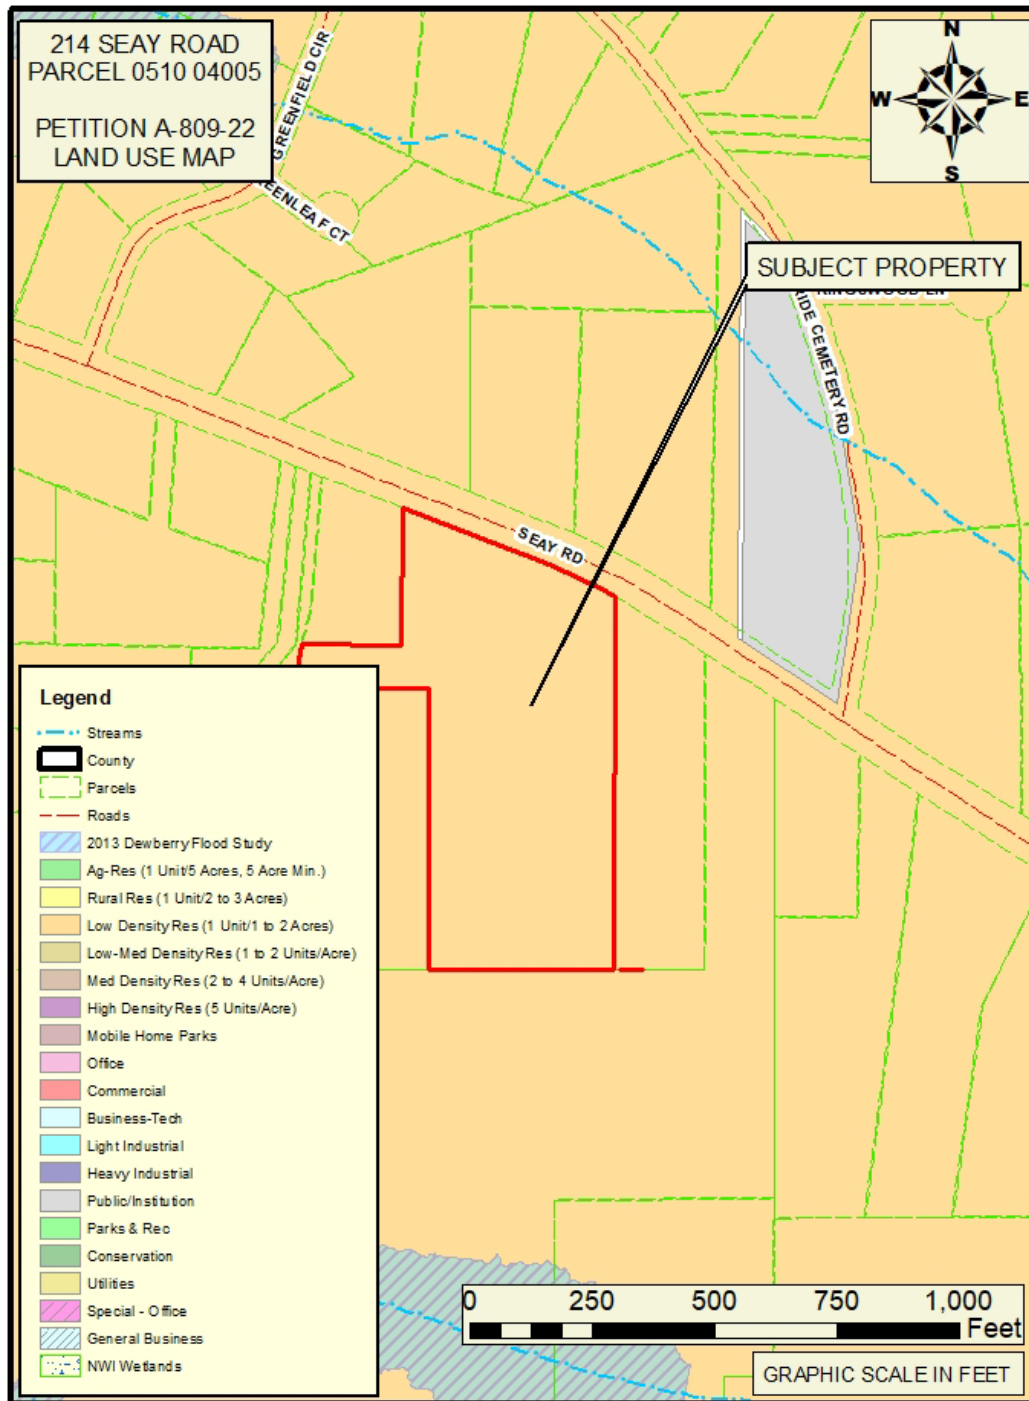 214 SEAY ROAD
PARCEL 0510 04005
PETITION A-809-22
LAND USE MAP
N
W
E
S
GREENFIELD CIR
SUBJECT PROPERTY
RIDE CEMETERY RD
SEAY RD
Legend
Streams
County
Parcels
Roads
2013 Dewberry Flood Study
Ag-Res (1 Unit/5 Acres, 5 Acre Min.)
Rural Res (1 Unit/2 to 3 Acres)
Low Density Res (1 Unit/1 to 2 Acres)
Low-Med Density Res (1 to 2 Units/Acre)
Med Density Res (2 to 4 Units/Acre)
High Density Res (5 Units/Acre)
Mobile Home Parks
Office
Commercial
Business-Tech
Light Industrial
Heavy Industrial
Public/Institution
Parks & Rec
Conservation
Utilities
Special - Office
General Business
NWI Wetlands
0 250 500 750 1,000
Feet
GRAPHIC SCALE IN FEET